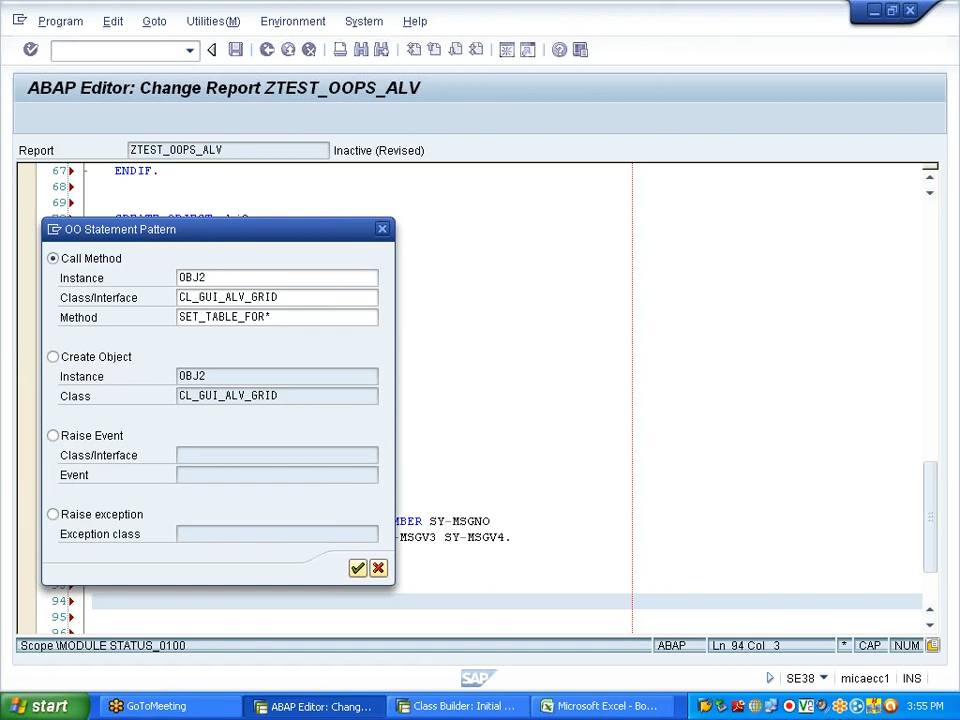 Program Edit Goto Utilities(M) Environment System Help
ABAP Editor: Change Report ZTEST_OOPS_ALV
Report ZTEST_OOPS_ALV Inactive (Revised)
67 ENDIF.
68
69
OO Statement Pattern
Call Method
Instance OBJ2
Class/Interface CL_GUI_ALV_GRID
Method SET_TABLE_FOR*
Create Object
Instance OBJ2
Class CL_GUI_ALV_GRID
Raise Event
Class/Interface
Event
Raise exception
MBER SY-MSGNO
Exception class
-MSGV3 SY-MSGV4.
94
95
Scope \MODULE STATUS_0100 ABAP Ln 94 Col 3 * CAP NUM
SAP
SE38 micaecc1 INS
start GoToMeeting ABAP Editor: Chang... Class Builder: Initial ... Microsoft Excel - Bo... 3:55 PM